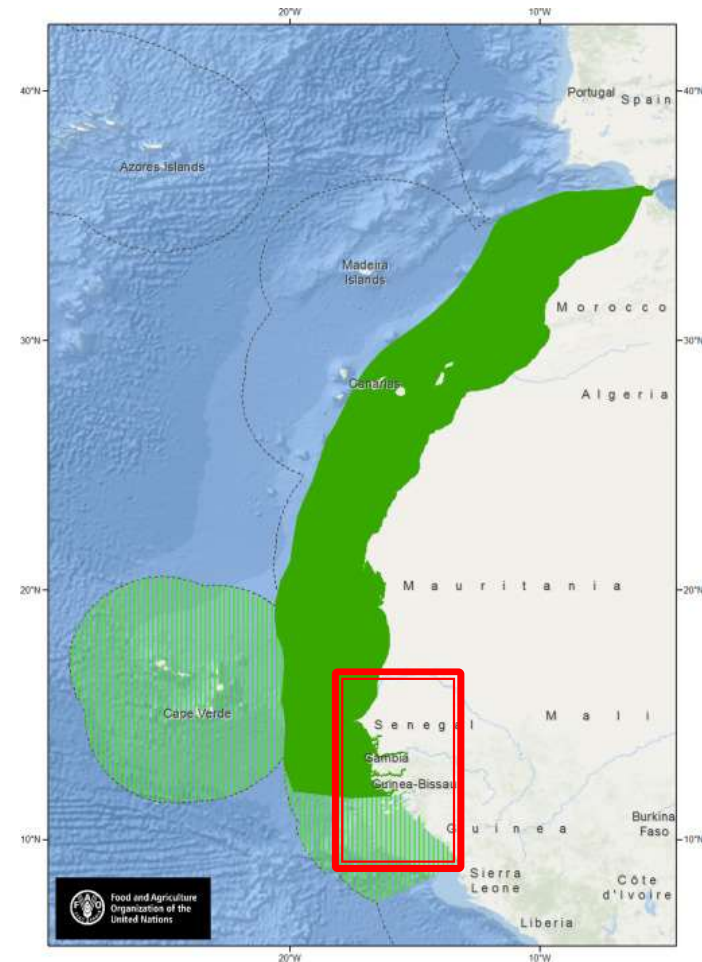 20°W 10°W
40°N 40°N
Portugal
Spain
Azores Islands
Madeira
Islands
Morocco
30°N 30°N
Canarias
Algeria
20°N 20°N
Mauritania
Cape Verde
Senegal
Mali
Gambia
Guinea-Bissau
Guinea
Burkina
Faso
10°N 10°N
Sierra
Leone
Côte
d'Ivoire
Liberia
FAO
Food and Agriculture
Organization of the
United Nations
20°W 10°W